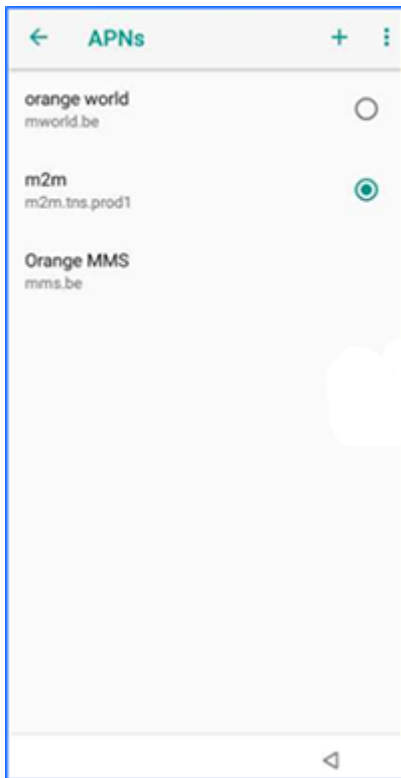 APNs
orange world
mworld.be
m2m
m2m.tns.prod1
Orange MMS
mms.be